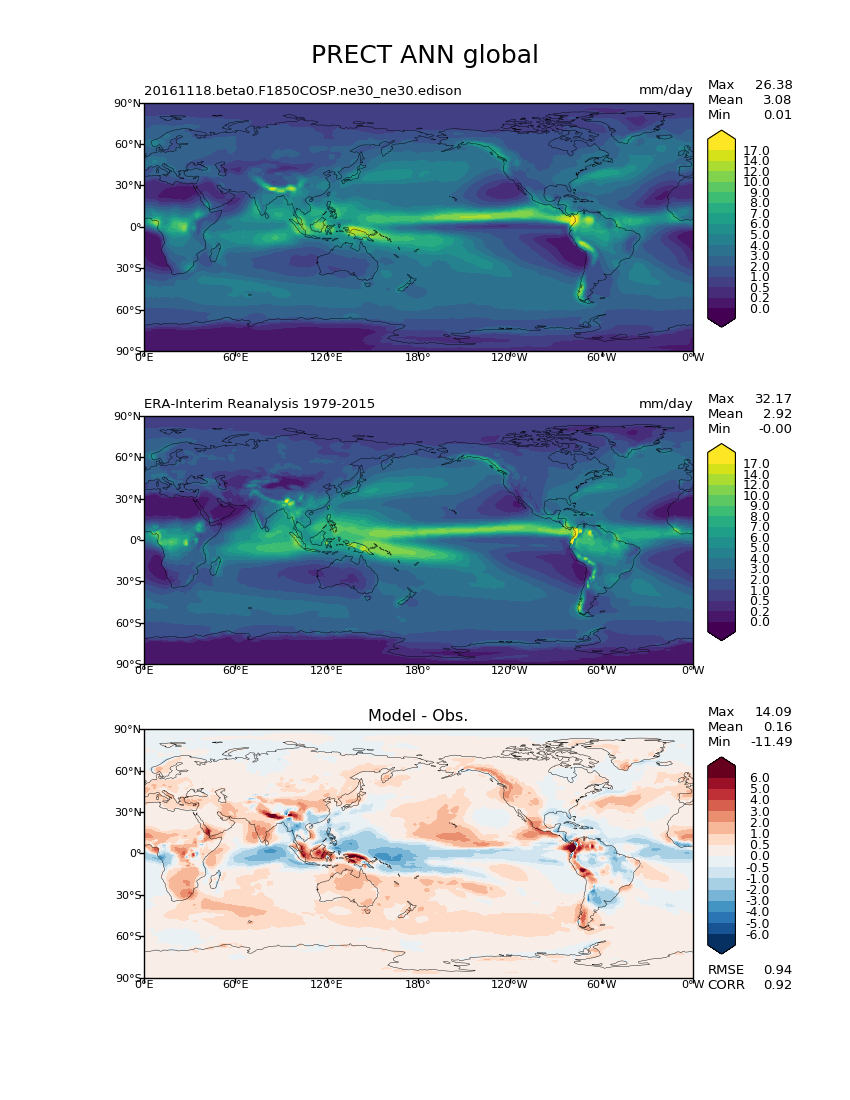 PRECT ANN global
20161118.beta0.F1850COSP.ne30_ne30.edison mm/day
Max 26.38
Mean 3.08
Min 0.01
90°N
60°N
30°N
0°
30°S
60°S
90°S
0°E 60°E 120°E 180° 120°W 60°W 0°W
17.0
14.0
12.0
10.0
9.0
8.0
7.0
6.0
5.0
4.0
3.0
2.0
1.0
0.5
0.2
0.0
ERA-Interim Reanalysis 1979-2015 mm/day
Max 32.17
Mean 2.92
Min -0.00
90°N
60°N
30°N
0°
30°S
60°S
90°S
0°E 60°E 120°E 180° 120°W 60°W 0°W
17.0
14.0
12.0
10.0
9.0
8.0
7.0
6.0
5.0
4.0
3.0
2.0
1.0
0.5
0.2
0.0
Model - Obs.
Max 14.09
Mean 0.16
Min -11.49
90°N
60°N
30°N
0°
30°S
60°S
90°S
0°E 60°E 120°E 180° 120°W 60°W 0°W
6.0
5.0
4.0
3.0
2.0
1.0
0.5
0.0
-0.5
-1.0
-2.0
-3.0
-4.0
-5.0
-6.0
RMSE 0.94
CORR 0.92